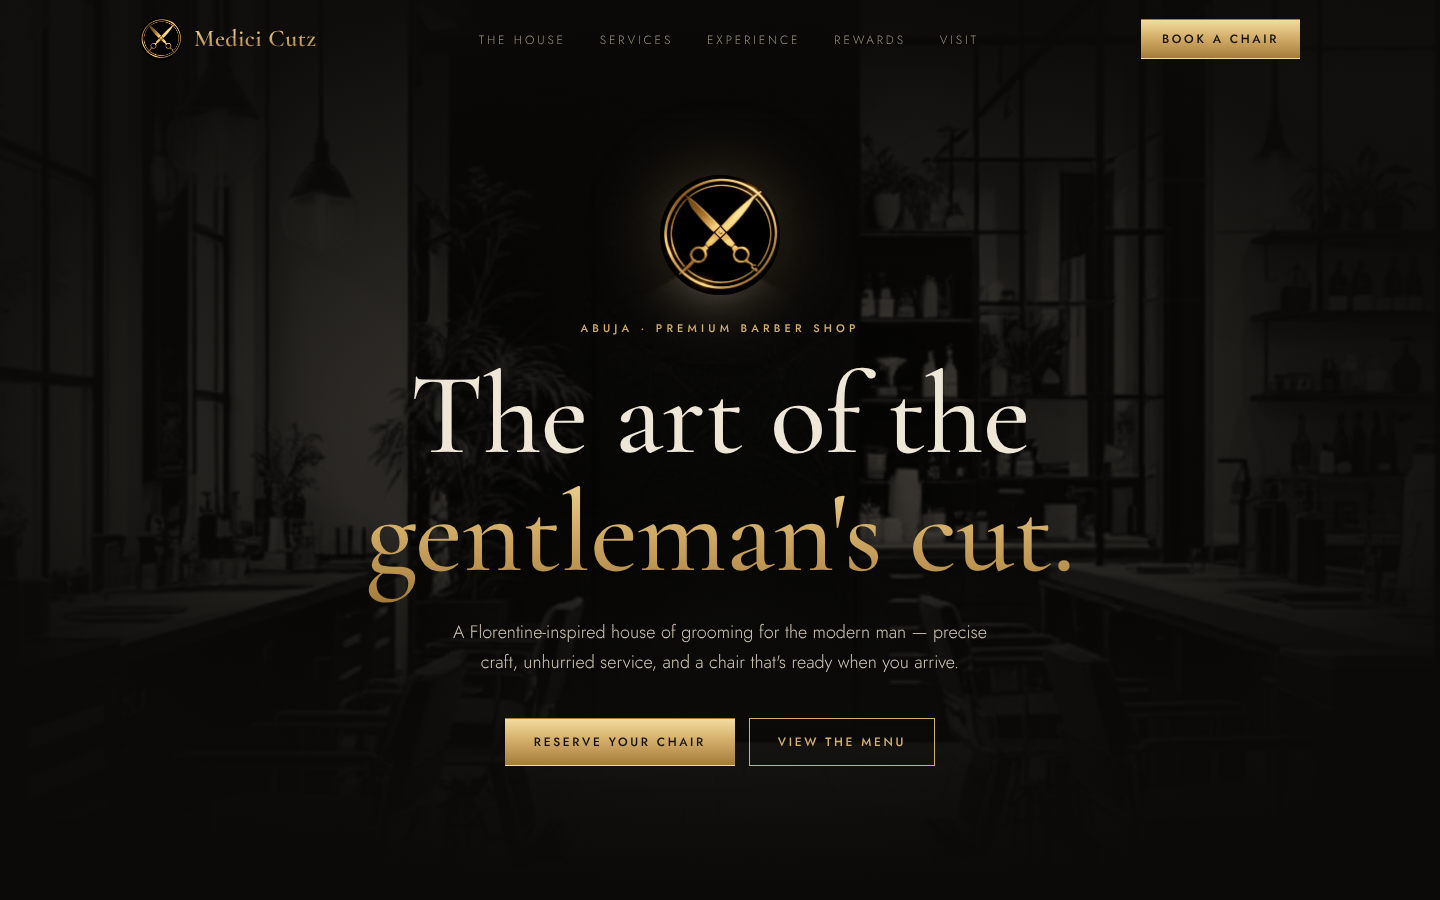 Medici Cutz
THE HOUSE
SERVICES
EXPERIENCE
REWARDS
VISIT
BOOK A CHAIR
ABUJA · PREMIUM BARBER SHOP
The art of the
gentleman's cut.
A Florentine-inspired house of grooming for the modern man — precise
craft, unhurried service, and a chair that's ready when you arrive.
RESERVE YOUR CHAIR
VIEW THE MENU